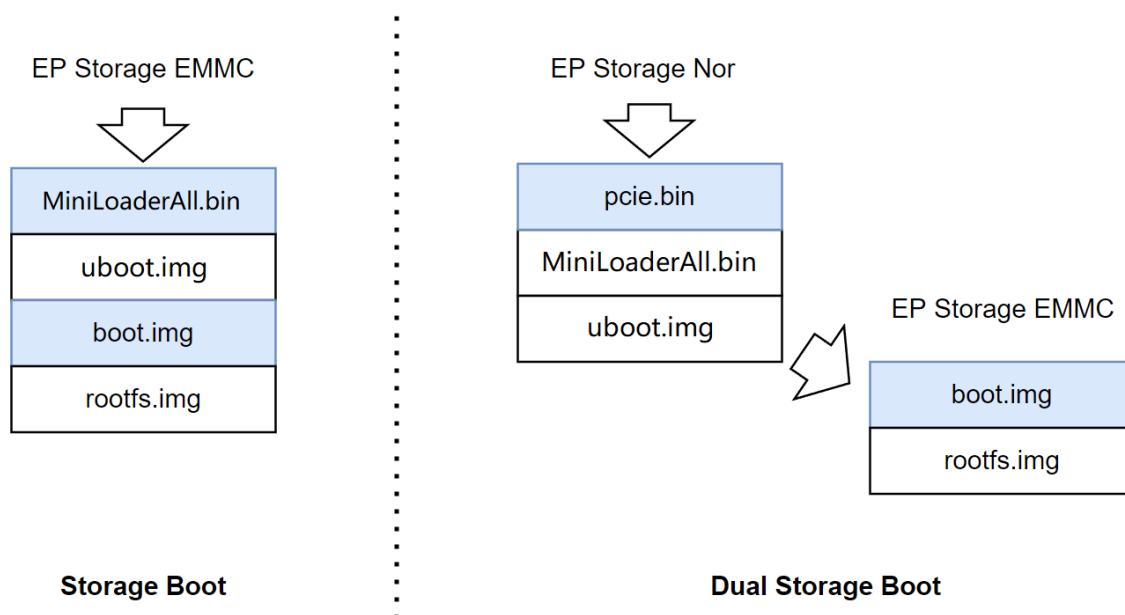 EP Storage EMMC
MiniLoaderAll.bin
uboot.img
boot.img
rootfs.img
Storage Boot
EP Storage Nor
pcie.bin
MiniLoaderAll.bin
uboot.img
EP Storage EMMC
boot.img
rootfs.img
Dual Storage Boot